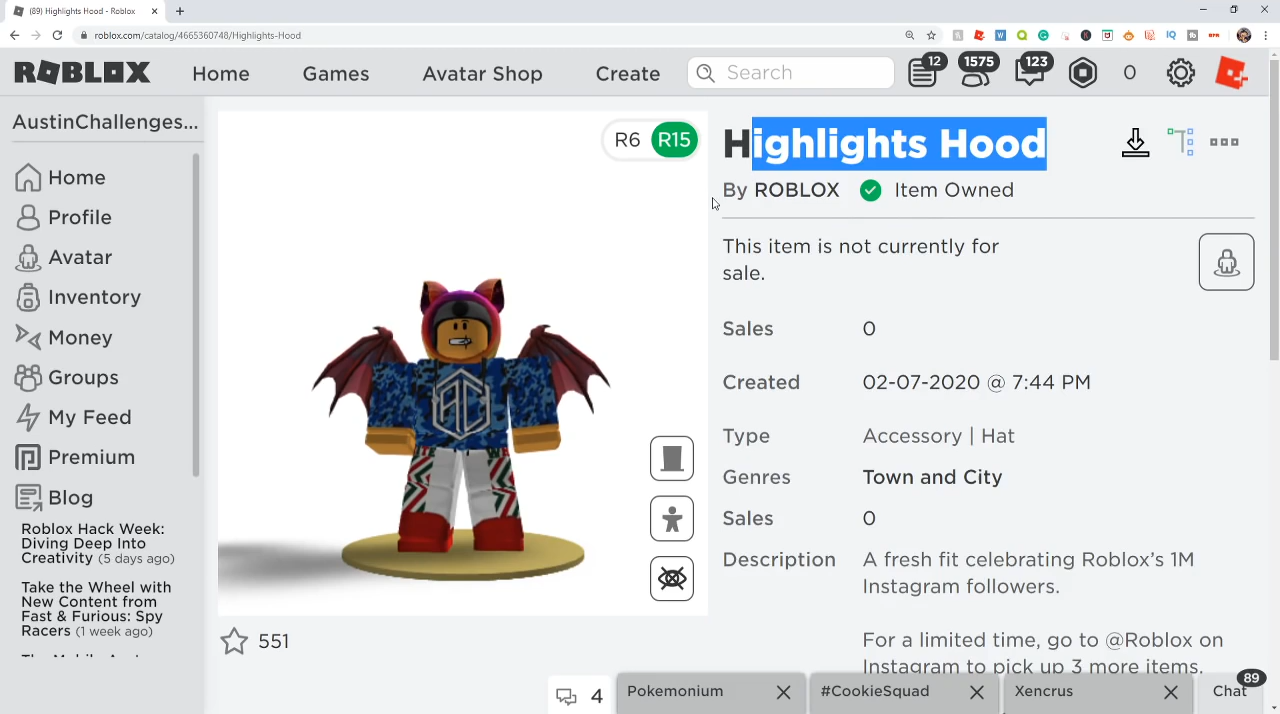 (89) Highlights Hood - Roblox
roblox.com/catalog/4665360748/Highlights-Hood
ROBLOX
Home
Games
Avatar Shop
Create
Search
12
1575
123
0
AustinChallenges...
Home
Profile
Avatar
Inventory
Money
Groups
My Feed
Premium
Blog
Roblox Hack Week:
Diving Deep Into
Creativity (5 days ago)
Take the Wheel with
New Content from
Fast & Furious: Spy
Racers (1 week ago)
R6 R15
AC
551
Highlights Hood
By ROBLOX Item Owned
This item is not currently for
sale.
Sales 0
Created 02-07-2020 @ 7:44 PM
Type Accessory | Hat
Genres Town and City
Sales 0
Description A fresh fit celebrating Roblox’s 1M
Instagram followers.
For a limited time, go to @Roblox on
Instagram to pick up 3 more items.
4
Pokemonium
#CookieSquad
Xencrus
Chat 89